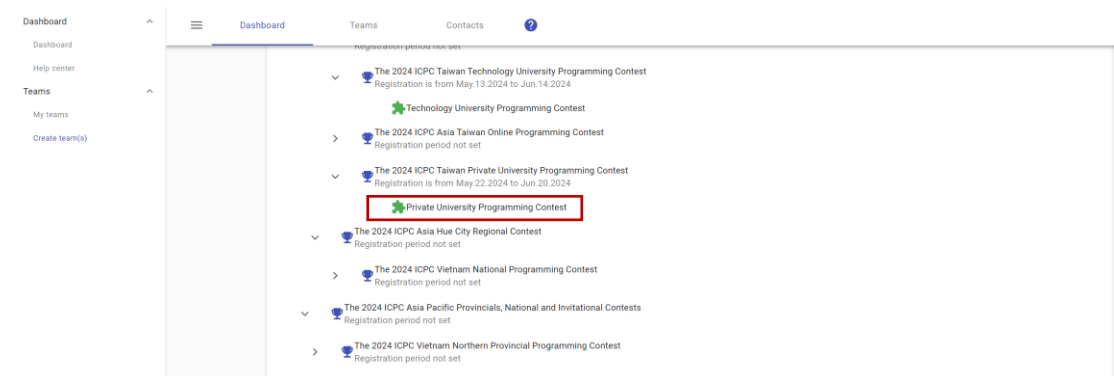 Dashboard
Dashboard
Help center
Teams
My teams
Create team(s)
Dashboard Teams Contacts ?
Registration period not set
The 2024 ICPC Taiwan Technology University Programming Contest
Registration is from May.13.2024 to Jun.14.2024
Technology University Programming Contest
The 2024 ICPC Asia Taiwan Online Programming Contest
Registration period not set
The 2024 ICPC Taiwan Private University Programming Contest
Registration is from May.22.2024 to Jun.20.2024
Private University Programming Contest
The 2024 ICPC Asia Hue City Regional Contest
Registration period not set
The 2024 ICPC Vietnam National Programming Contest
Registration period not set
The 2024 ICPC Asia Pacific Provincials, National and Invitational Contests
Registration period not set
The 2024 ICPC Vietnam Northern Provincial Programming Contest
Registration period not set